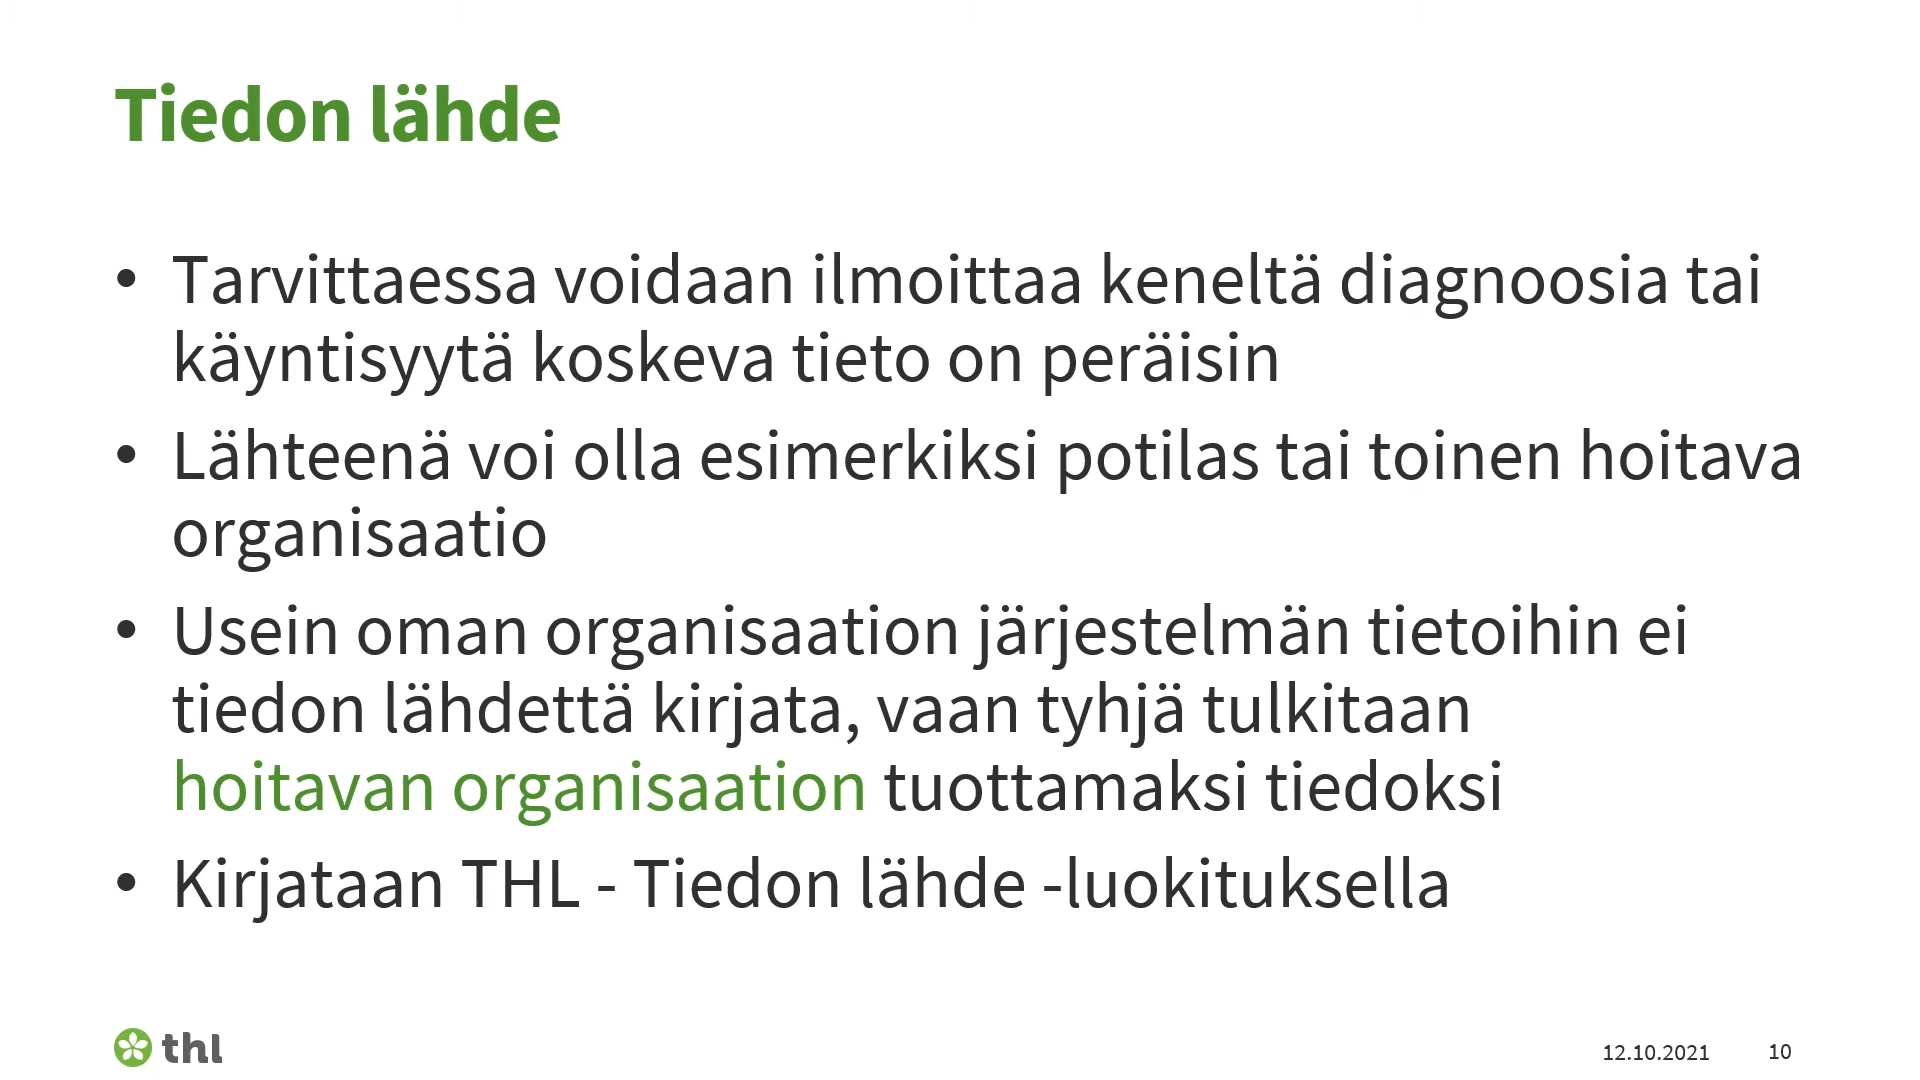 Tiedon lähde
• Tarvittaessa voidaan ilmoittaa keneltä diagnoosia tai
käyntisyytä koskeva tieto on peräisin
• Lähteenä voi olla esimerkiksi potilas tai toinen hoitava
organisaatio
• Usein oman organisaation järjestelmän tietoihin ei
tiedon lähdettä kirjata, vaan tyhjä tulkitaan
hoitavan organisaation tuottamaksi tiedoksi
• Kirjataan THL - Tiedon lähde -luokituksella
thl
12.10.2021
10